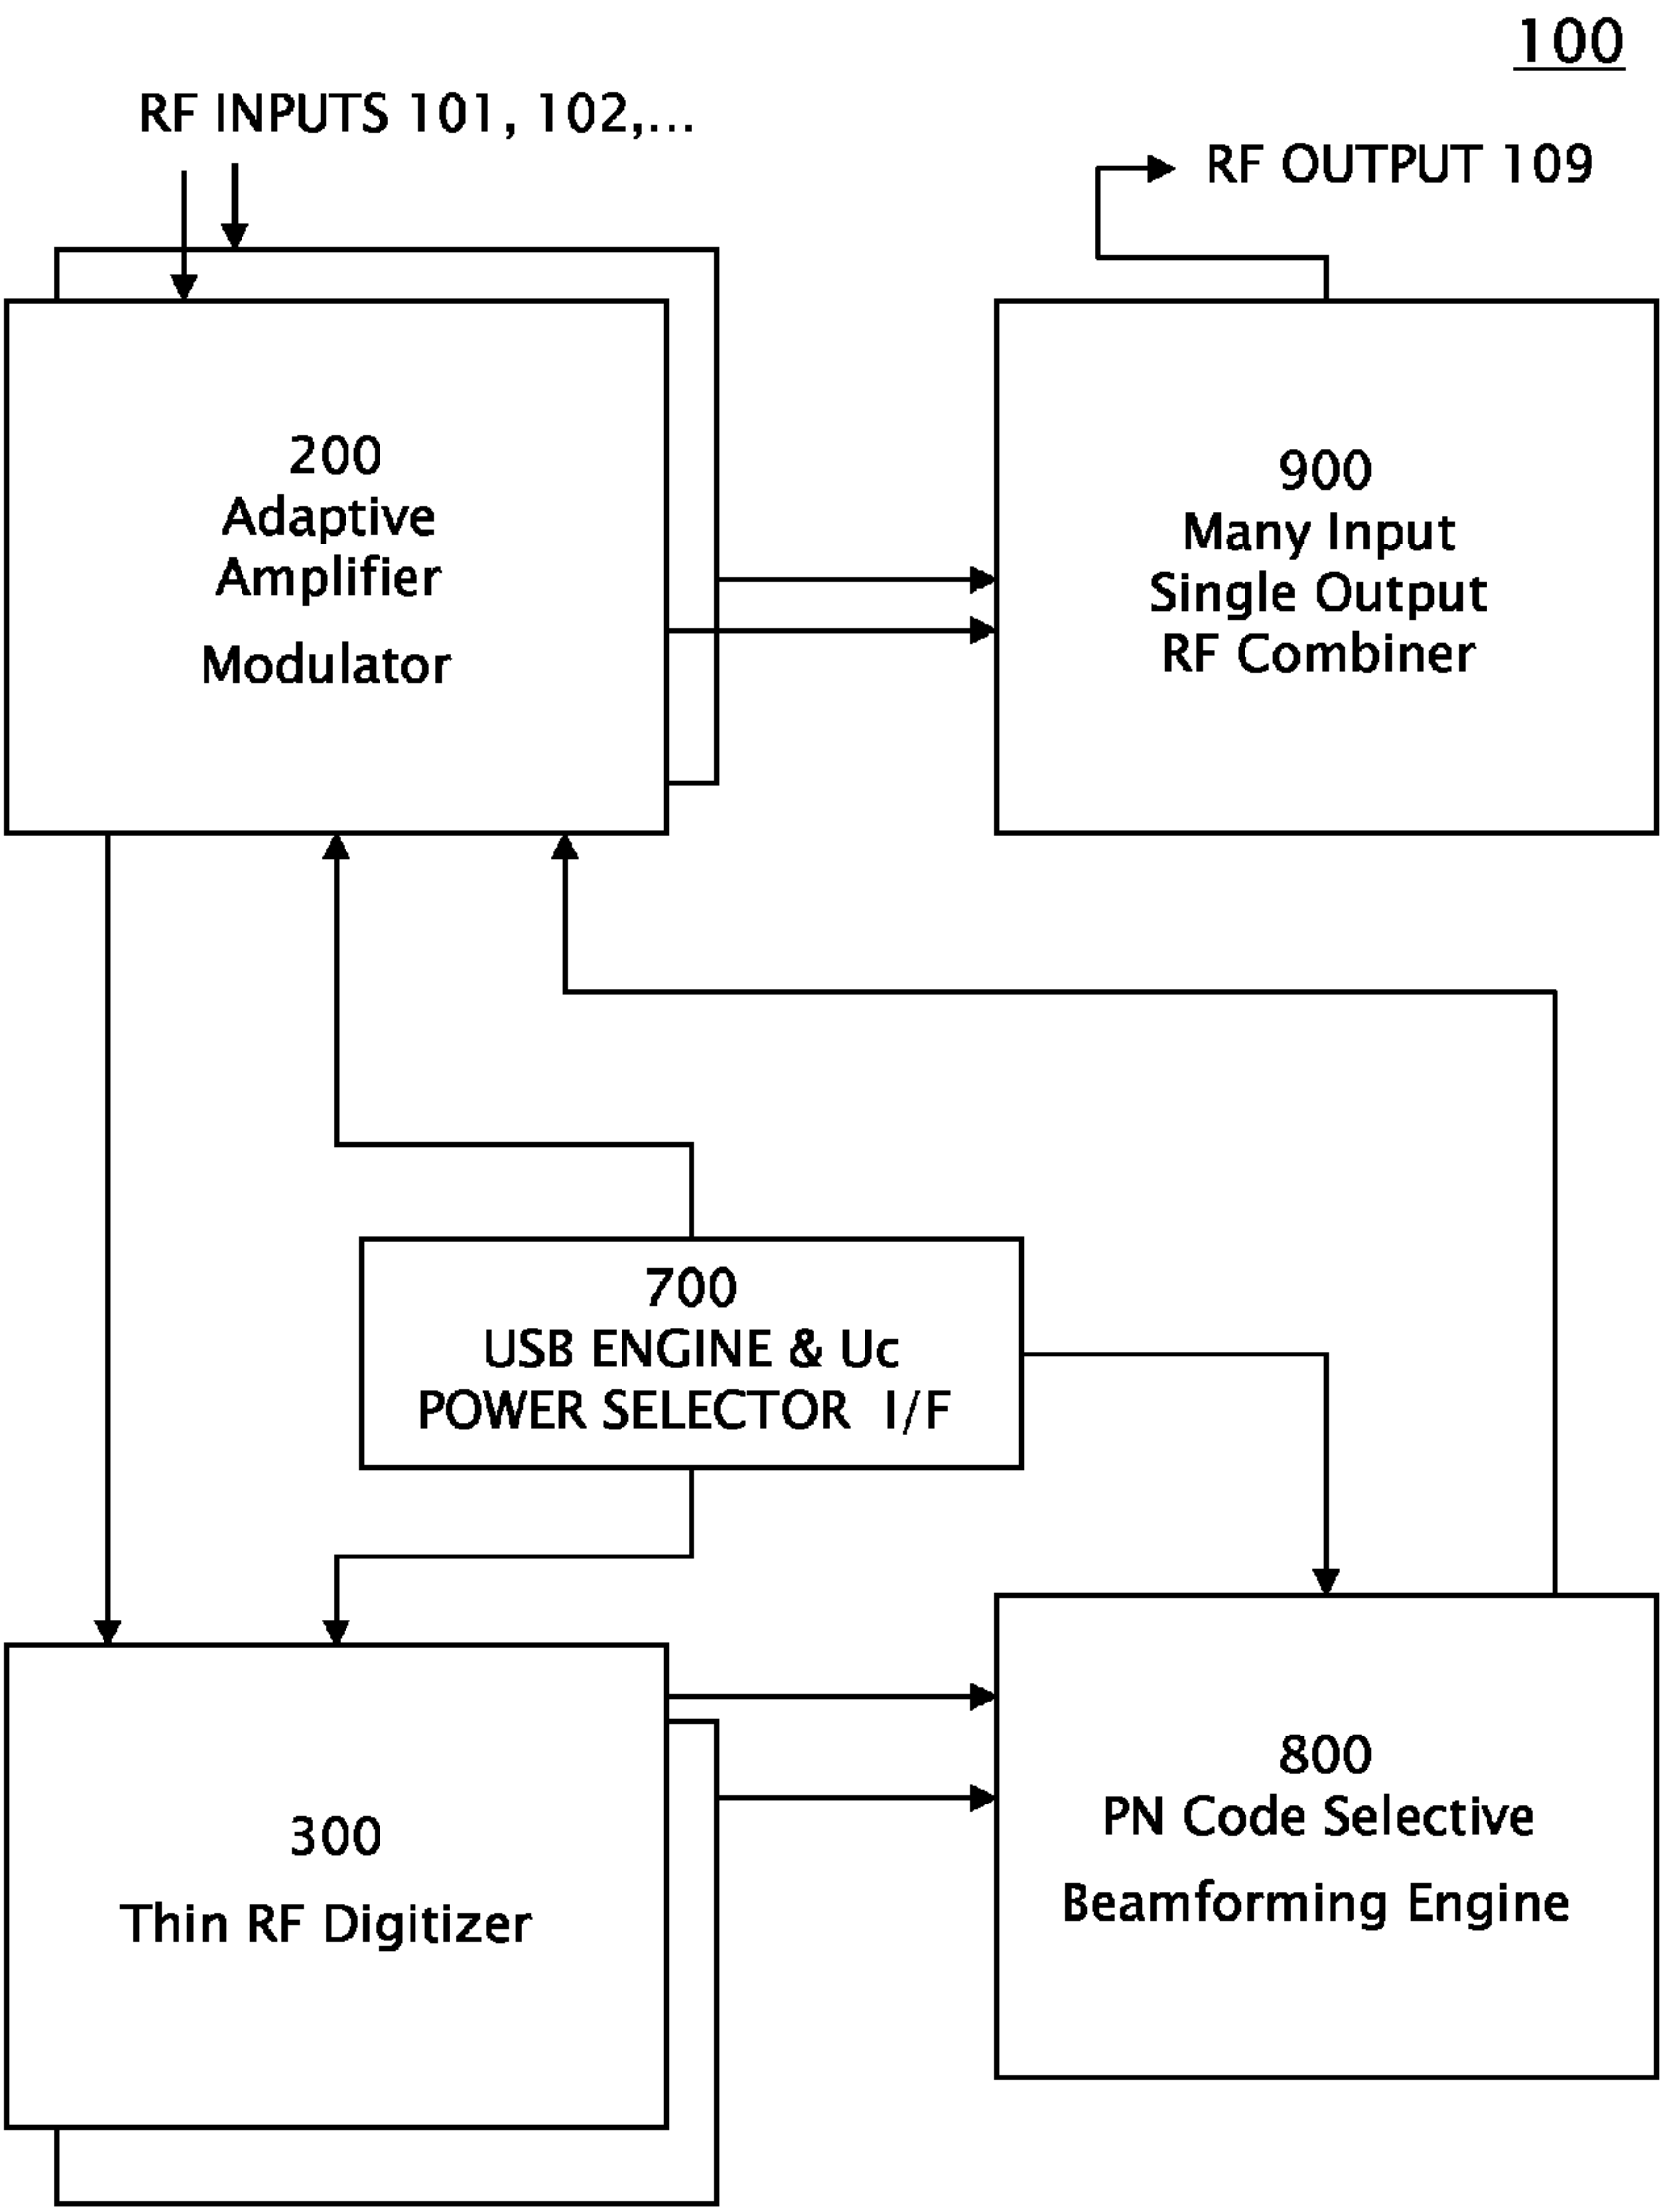 100
RF INPUTS 101, 102,...
RF OUTPUT 109
200
Adaptive
Amplifier
Modulator
900
Many Input
Single Output
RF Combiner
700
USB ENGINE & Uc
POWER SELECTOR I/F
300
Thin RF Digitizer
800
PN Code Selective
Beamforming Engine